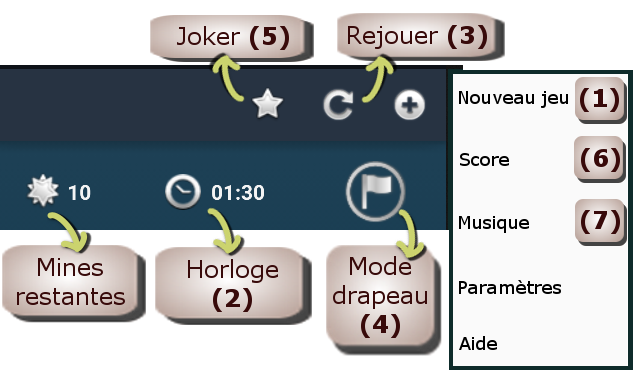 Joker (5)
Rejouer (3)
Nouveau jeu (1)
Score (6)
Musique (7)
Paramètres
Aide
10
01:30
Mines
restantes
Horloge
(2)
Mode
drapeau
(4)